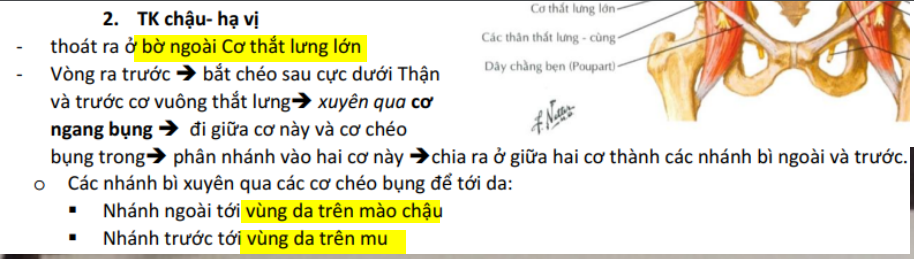 2. TK chậu- hạ vị
- thoát ra ở bờ ngoài Cơ thắt lưng lớn
- Vòng ra trước ➔ bắt chéo sau cực dưới Thận
và trước cơ vuông thắt lưng➔ xuyên qua cơ
ngang bụng ➔ đi giữa cơ này và cơ chéo
bụng trong➔ phân nhánh vào hai cơ này ➔chia ra ở giữa hai cơ thành các nhánh bì ngoài và trước.
o Các nhánh bì xuyên qua các cơ chéo bụng để tới da:
▪ Nhánh ngoài tới vùng da trên mào chậu
▪ Nhánh trước tới vùng da trên mu
Cơ thắt lưng lớn
Các thân thắt lưng - cùng
Dây chằng bẹn (Poupart)
F. Netter